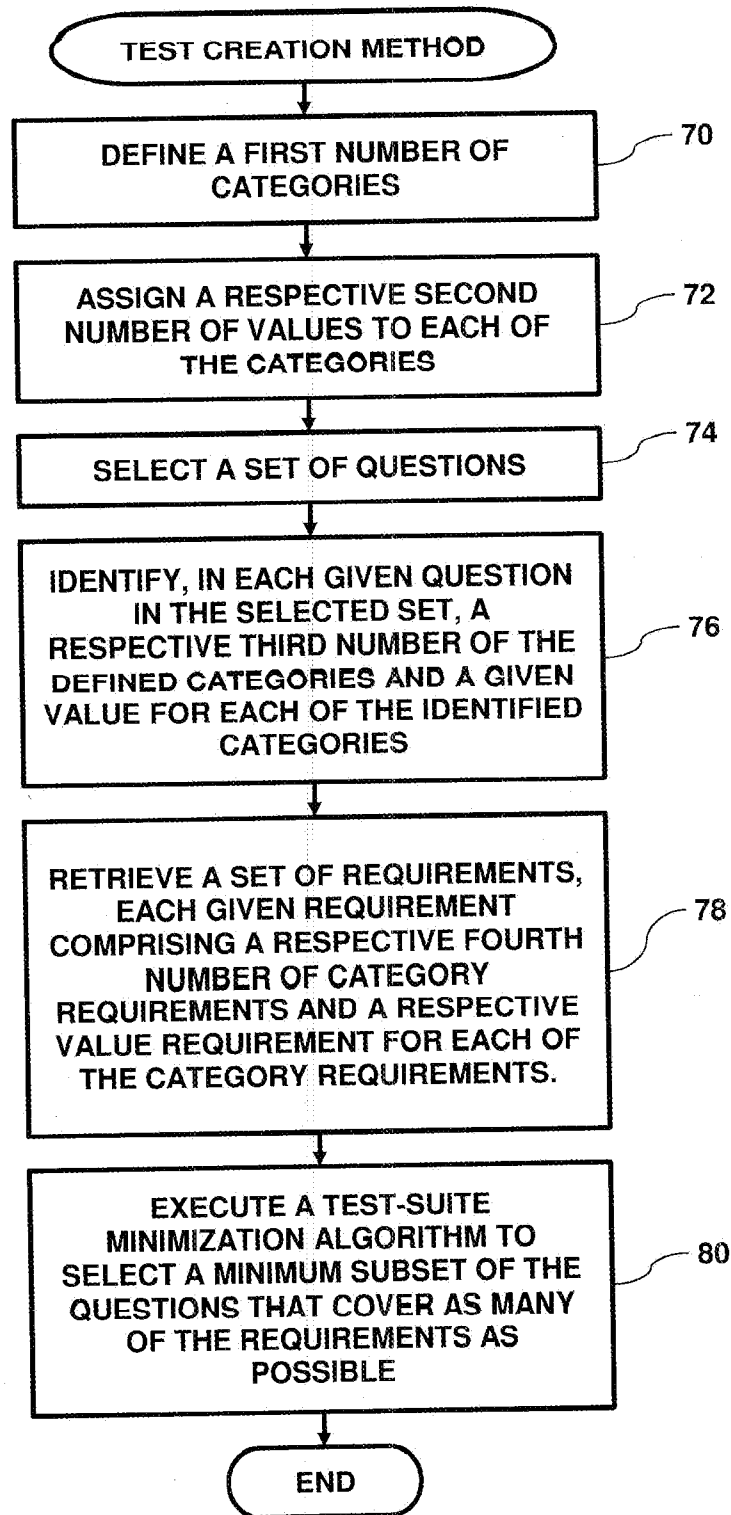 TEST CREATION METHOD
DEFINE A FIRST NUMBER OF
CATEGORIES
70
ASSIGN A RESPECTIVE SECOND
NUMBER OF VALUES TO EACH OF
THE CATEGORIES
72
SELECT A SET OF QUESTIONS
74
IDENTIFY, IN EACH GIVEN QUESTION
IN THE SELECTED SET, A
RESPECTIVE THIRD NUMBER OF THE
DEFINED CATEGORIES AND A GIVEN
VALUE FOR EACH OF THE IDENTIFIED
CATEGORIES
76
RETRIEVE A SET OF REQUIREMENTS,
EACH GIVEN REQUIREMENT
COMPRISING A RESPECTIVE FOURTH
NUMBER OF CATEGORY
REQUIREMENTS AND A RESPECTIVE
VALUE REQUIREMENT FOR EACH OF
THE CATEGORY REQUIREMENTS.
78
EXECUTE A TEST-SUITE
MINIMIZATION ALGORITHM TO
SELECT A MINIMUM SUBSET OF THE
QUESTIONS THAT COVER AS MANY
OF THE REQUIREMENTS AS
POSSIBLE
80
END